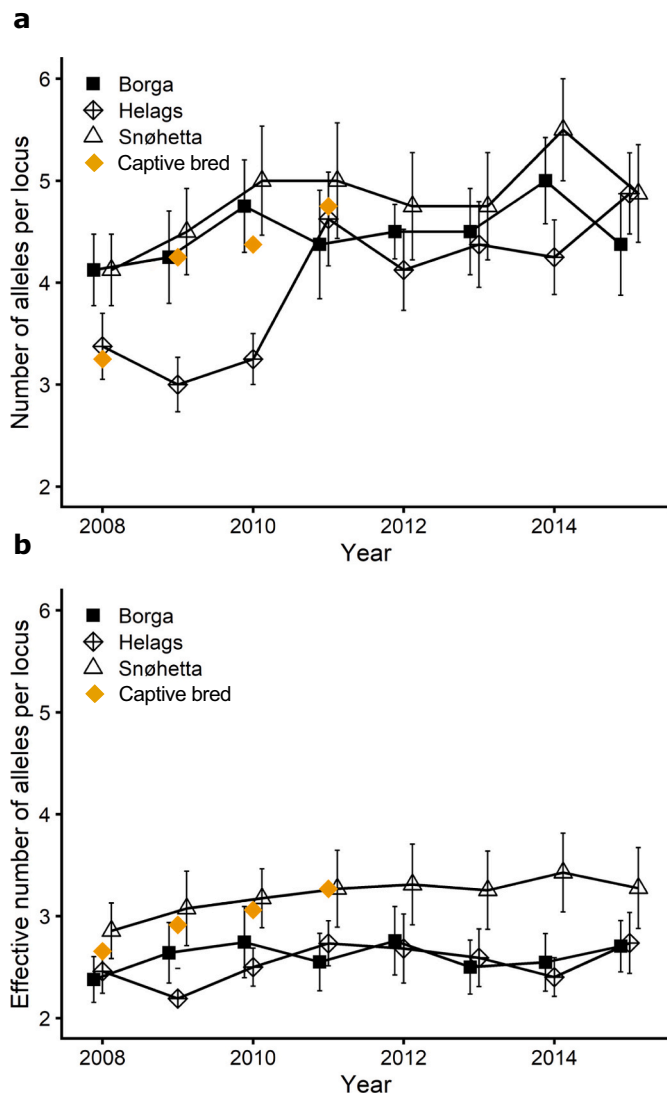 a
Number of alleles per locus
6
5
4
3
2
Borga
Helags
Snøhetta
Captive bred
2008 2010 2012 2014
Year
b
Effective number of alleles per locus
6
5
4
3
2
Borga
Helags
Snøhetta
Captive bred
2008 2010 2012 2014
Year